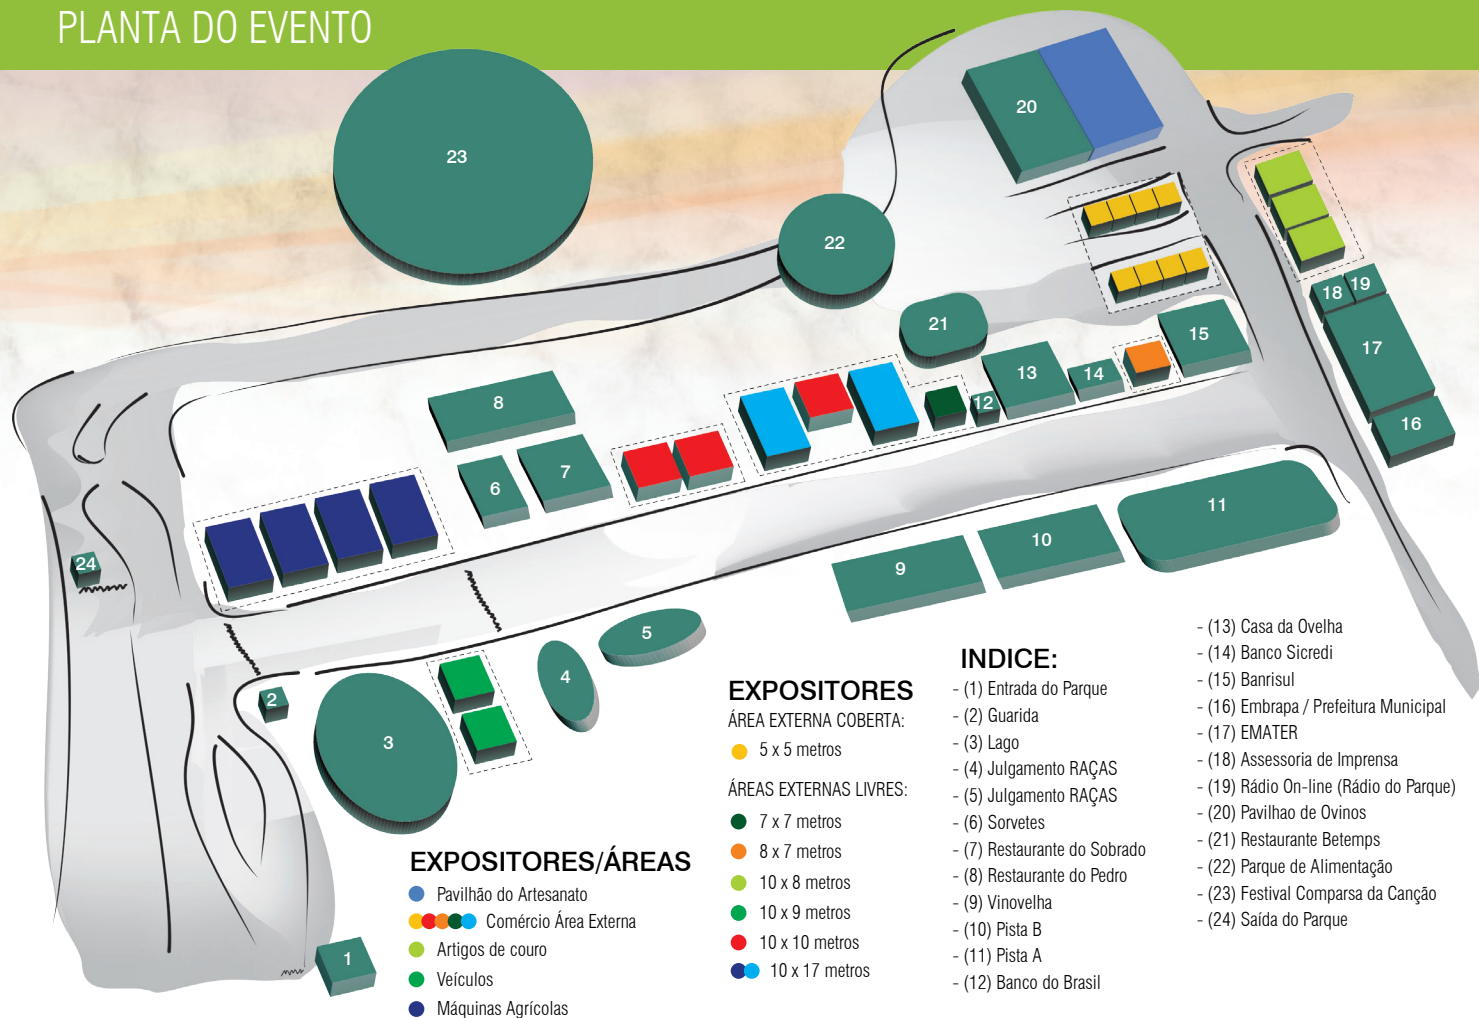 PLANTA DO EVENTO
23
20
22
21
19
18
17
16
15
14
13
12
8
7
6
11
10
9
24
5
4
2
3
1
EXPOSITORES/ÁREAS
Pavilhão do Artesanato
Comércio Área Externa
Artigos de couro
Veículos
Máquinas Agrícolas
EXPOSITORES
ÁREA EXTERNA COBERTA:
5 x 5 metros
ÁREAS EXTERNAS LIVRES:
7 x 7 metros
8 x 7 metros
10 x 8 metros
10 x 9 metros
10 x 10 metros
10 x 17 metros
INDICE:
- (1) Entrada do Parque
- (2) Guarida
- (3) Lago
- (4) Julgamento RAÇAS
- (5) Julgamento RAÇAS
- (6) Sorvetes
- (7) Restaurante do Sobrado
- (8) Restaurante do Pedro
- (9) Vinovelha
- (10) Pista B
- (11) Pista A
- (12) Banco do Brasil
- (13) Casa da Ovelha
- (14) Banco Sicredi
- (15) Banrisul
- (16) Embrapa / Prefeitura Municipal
- (17) EMATER
- (18) Assessoria de Imprensa
- (19) Rádio On-line (Rádio do Parque)
- (20) Pavilhao de Ovinos
- (21) Restaurante Betemps
- (22) Parque de Alimentação
- (23) Festival Comparsa da Canção
- (24) Saída do Parque